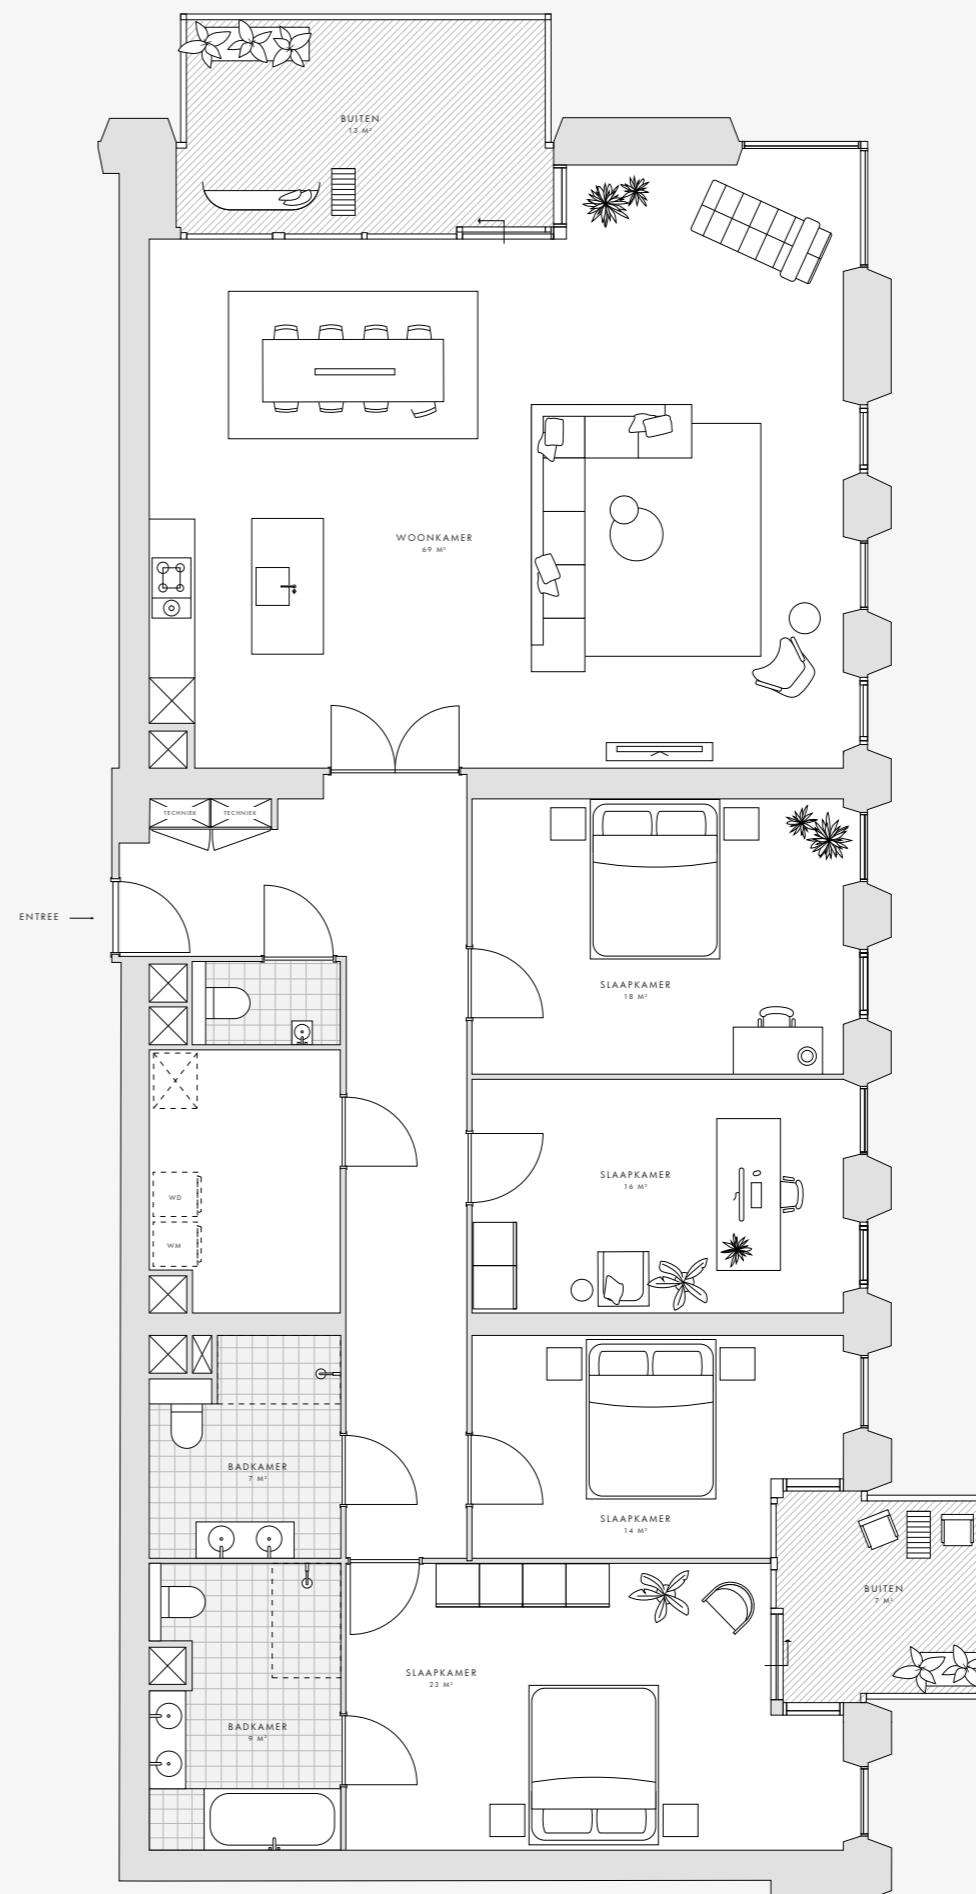 BUITEN
13 M²
WOONKAMER
69 M²
TECHNIEK TECHNIEK
ENTREE
SLAAPKAMER
18 M²
SLAAPKAMER
16 M²
WD
WM
BADKAMER
7 M²
SLAAPKAMER
14 M²
BUITEN
7 M²
SLAAPKAMER
23 M²
BADKAMER
9 M²